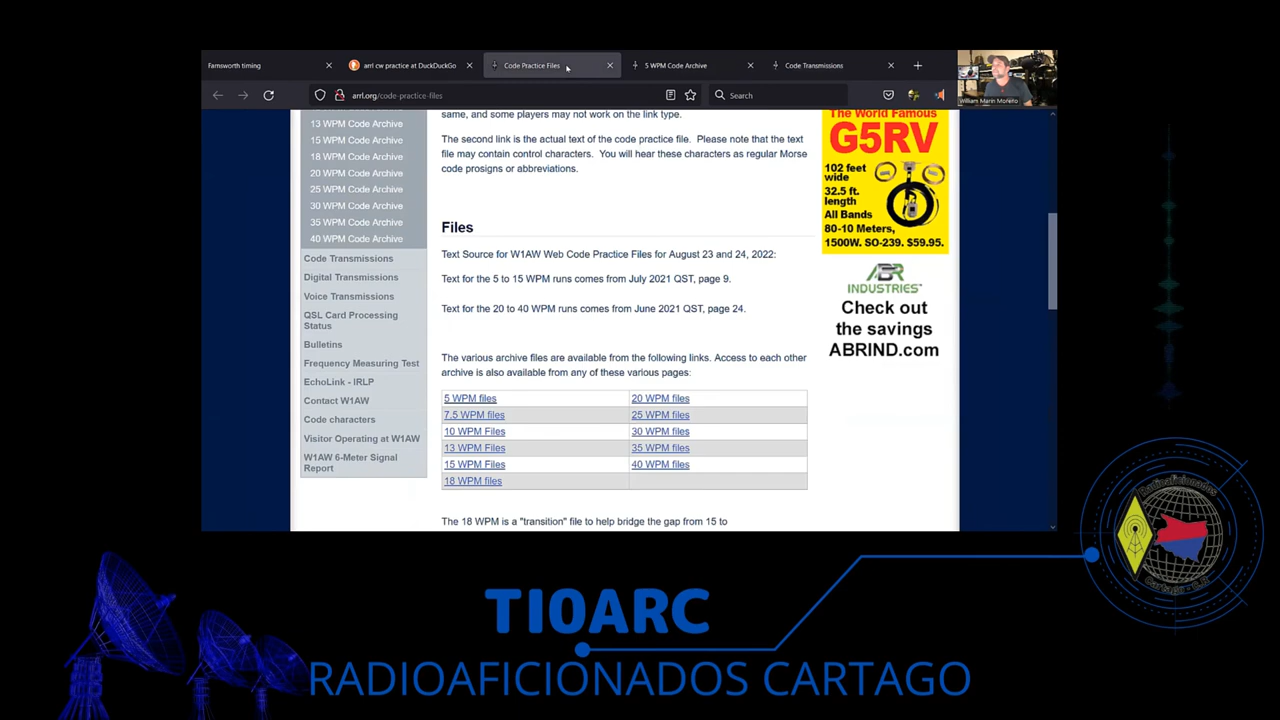 Farnsworth timing
arrl cw practice at DuckDuckGo
Code Practice Files
5 WPM Code Archive
Code Transmissions
arrl.org/code-practice-files
Search
William Marin Moreno
13 WPM Code Archive
15 WPM Code Archive
18 WPM Code Archive
20 WPM Code Archive
25 WPM Code Archive
30 WPM Code Archive
35 WPM Code Archive
40 WPM Code Archive
Code Transmissions
Digital Transmissions
Voice Transmissions
QSL Card Processing
Status
Bulletins
Frequency Measuring Test
EchoLink - IRLP
Contact W1AW
Code characters
Visitor Operating at W1AW
W1AW 6-Meter Signal
Report
same, and some players may not work on the link type.
The second link is the actual text of the code practice file. Please note that the text
file may contain control characters. You will hear these characters as regular Morse
code prosigns or abbreviations.
Files
Text Source for W1AW Web Code Practice Files for August 23 and 24, 2022:
Text for the 5 to 15 WPM runs comes from July 2021 QST, page 9.
Text for the 20 to 40 WPM runs comes from June 2021 QST, page 24.
The various archive files are available from the following links. Access to each other
archive is also available from any of these various pages:
5 WPM files 20 WPM files
7.5 WPM files 25 WPM files
10 WPM Files 30 WPM files
13 WPM Files 35 WPM files
15 WPM Files 40 WPM files
18 WPM files
The 18 WPM is a "transition" file to help bridge the gap from 15 to
The World Famous
G5RV
102 feet
wide
32.5 ft.
length
All Bands
80-10 Meters,
1500W. SO-239. $59.95.
ABR
INDUSTRIES
Check out
the savings
ABRIND.com
Radioaficionados
Cartago - C.R.
TI0ARC
RADIOAFICIONADOS CARTAGO